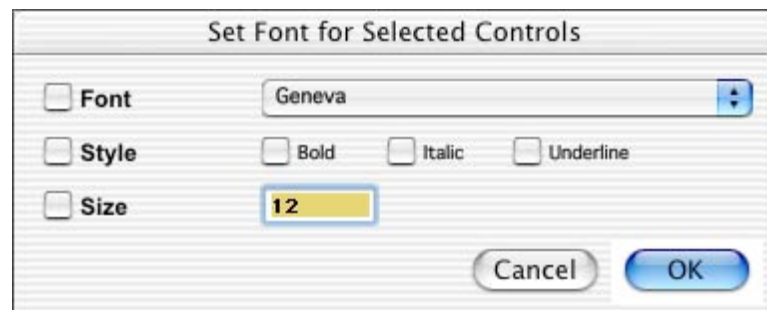 Set Font for Selected Controls
Font Geneva
Style Bold Italic Underline
Size 12
Cancel OK